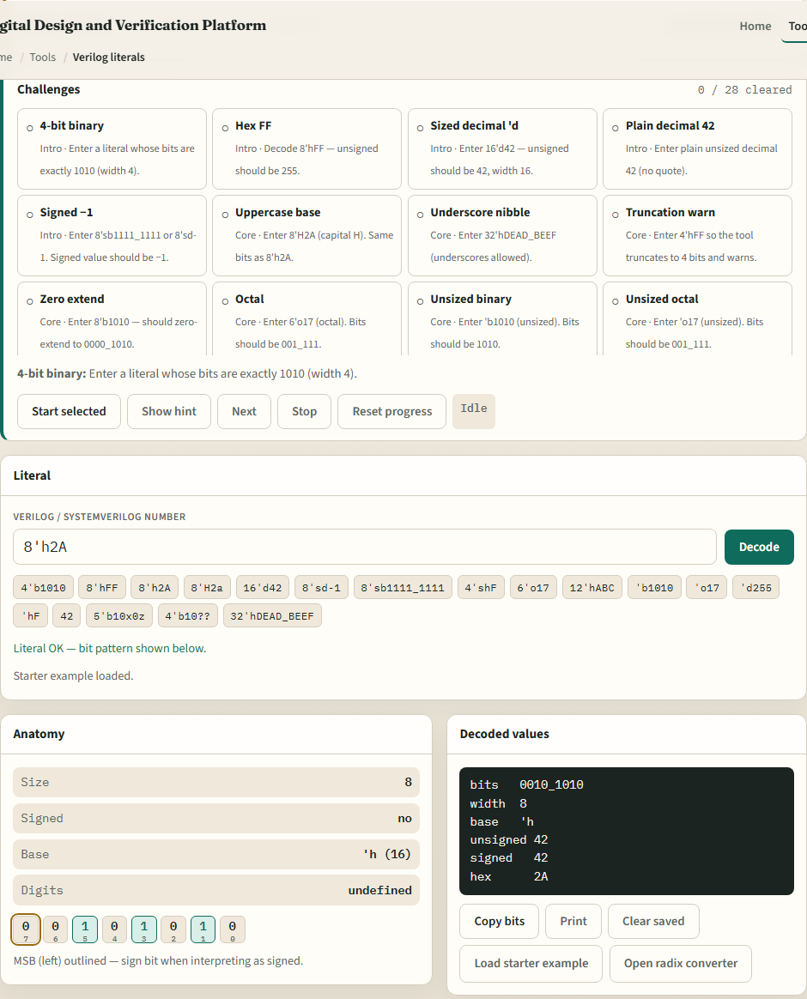 gital Design and Verification Platform
Home
Too
me / Tools / Verilog literals
Challenges
0 / 28 cleared
4-bit binary
Intro · Enter a literal whose bits are
exactly 1010 (width 4).
Hex FF
Intro · Decode 8'hFF — unsigned
should be 255.
Sized decimal 'd
Intro · Enter 16'd42 — unsigned
should be 42, width 16.
Plain decimal 42
Intro · Enter plain unsized decimal
42 (no quote).
Signed −1
Intro · Enter 8'sb1111_1111 or 8'sd-
1. Signed value should be −1.
Uppercase base
Core · Enter 8'H2A (capital H). Same
bits as 8'h2A.
Underscore nibble
Core · Enter 32'hDEAD_BEEF
(underscores allowed).
Truncation warn
Core · Enter 4'hFF so the tool
truncates to 4 bits and warns.
Zero extend
Core · Enter 8'b1010 — should zero-
extend to 0000_1010.
Octal
Core · Enter 6'o17 (octal). Bits
should be 001_111.
Unsized binary
Core · Enter 'b1010 (unsized). Bits
should be 1010.
Unsized octal
Core · Enter 'o17 (unsized). Bits
should be 001_111.
4-bit binary: Enter a literal whose bits are exactly 1010 (width 4).
Start selected
Show hint
Next
Stop
Reset progress
Idle
Literal
VERILOG / SYSTEMVERILOG NUMBER
8'h2A
Decode
4'b1010 8'hFF 8'h2A 8'H2a 16'd42 8'sd-1 8'sb1111_1111 4'shF 6'o17 12'hABC 'b1010 'o17 'd255
'hF 42 5'b10x0z 4'b10?? 32'hDEAD_BEEF
Literal OK — bit pattern shown below.
Starter example loaded.
Anatomy
Size 8
Signed no
Base 'h (16)
Digits undefined
0 0 1 0 1 0 1 0
7 6 5 4 3 2 1 0
MSB (left) outlined — sign bit when interpreting as signed.
Decoded values
bits 0010_1010
width 8
base 'h
unsigned 42
signed 42
hex 2A
Copy bits
Print
Clear saved
Load starter example
Open radix converter